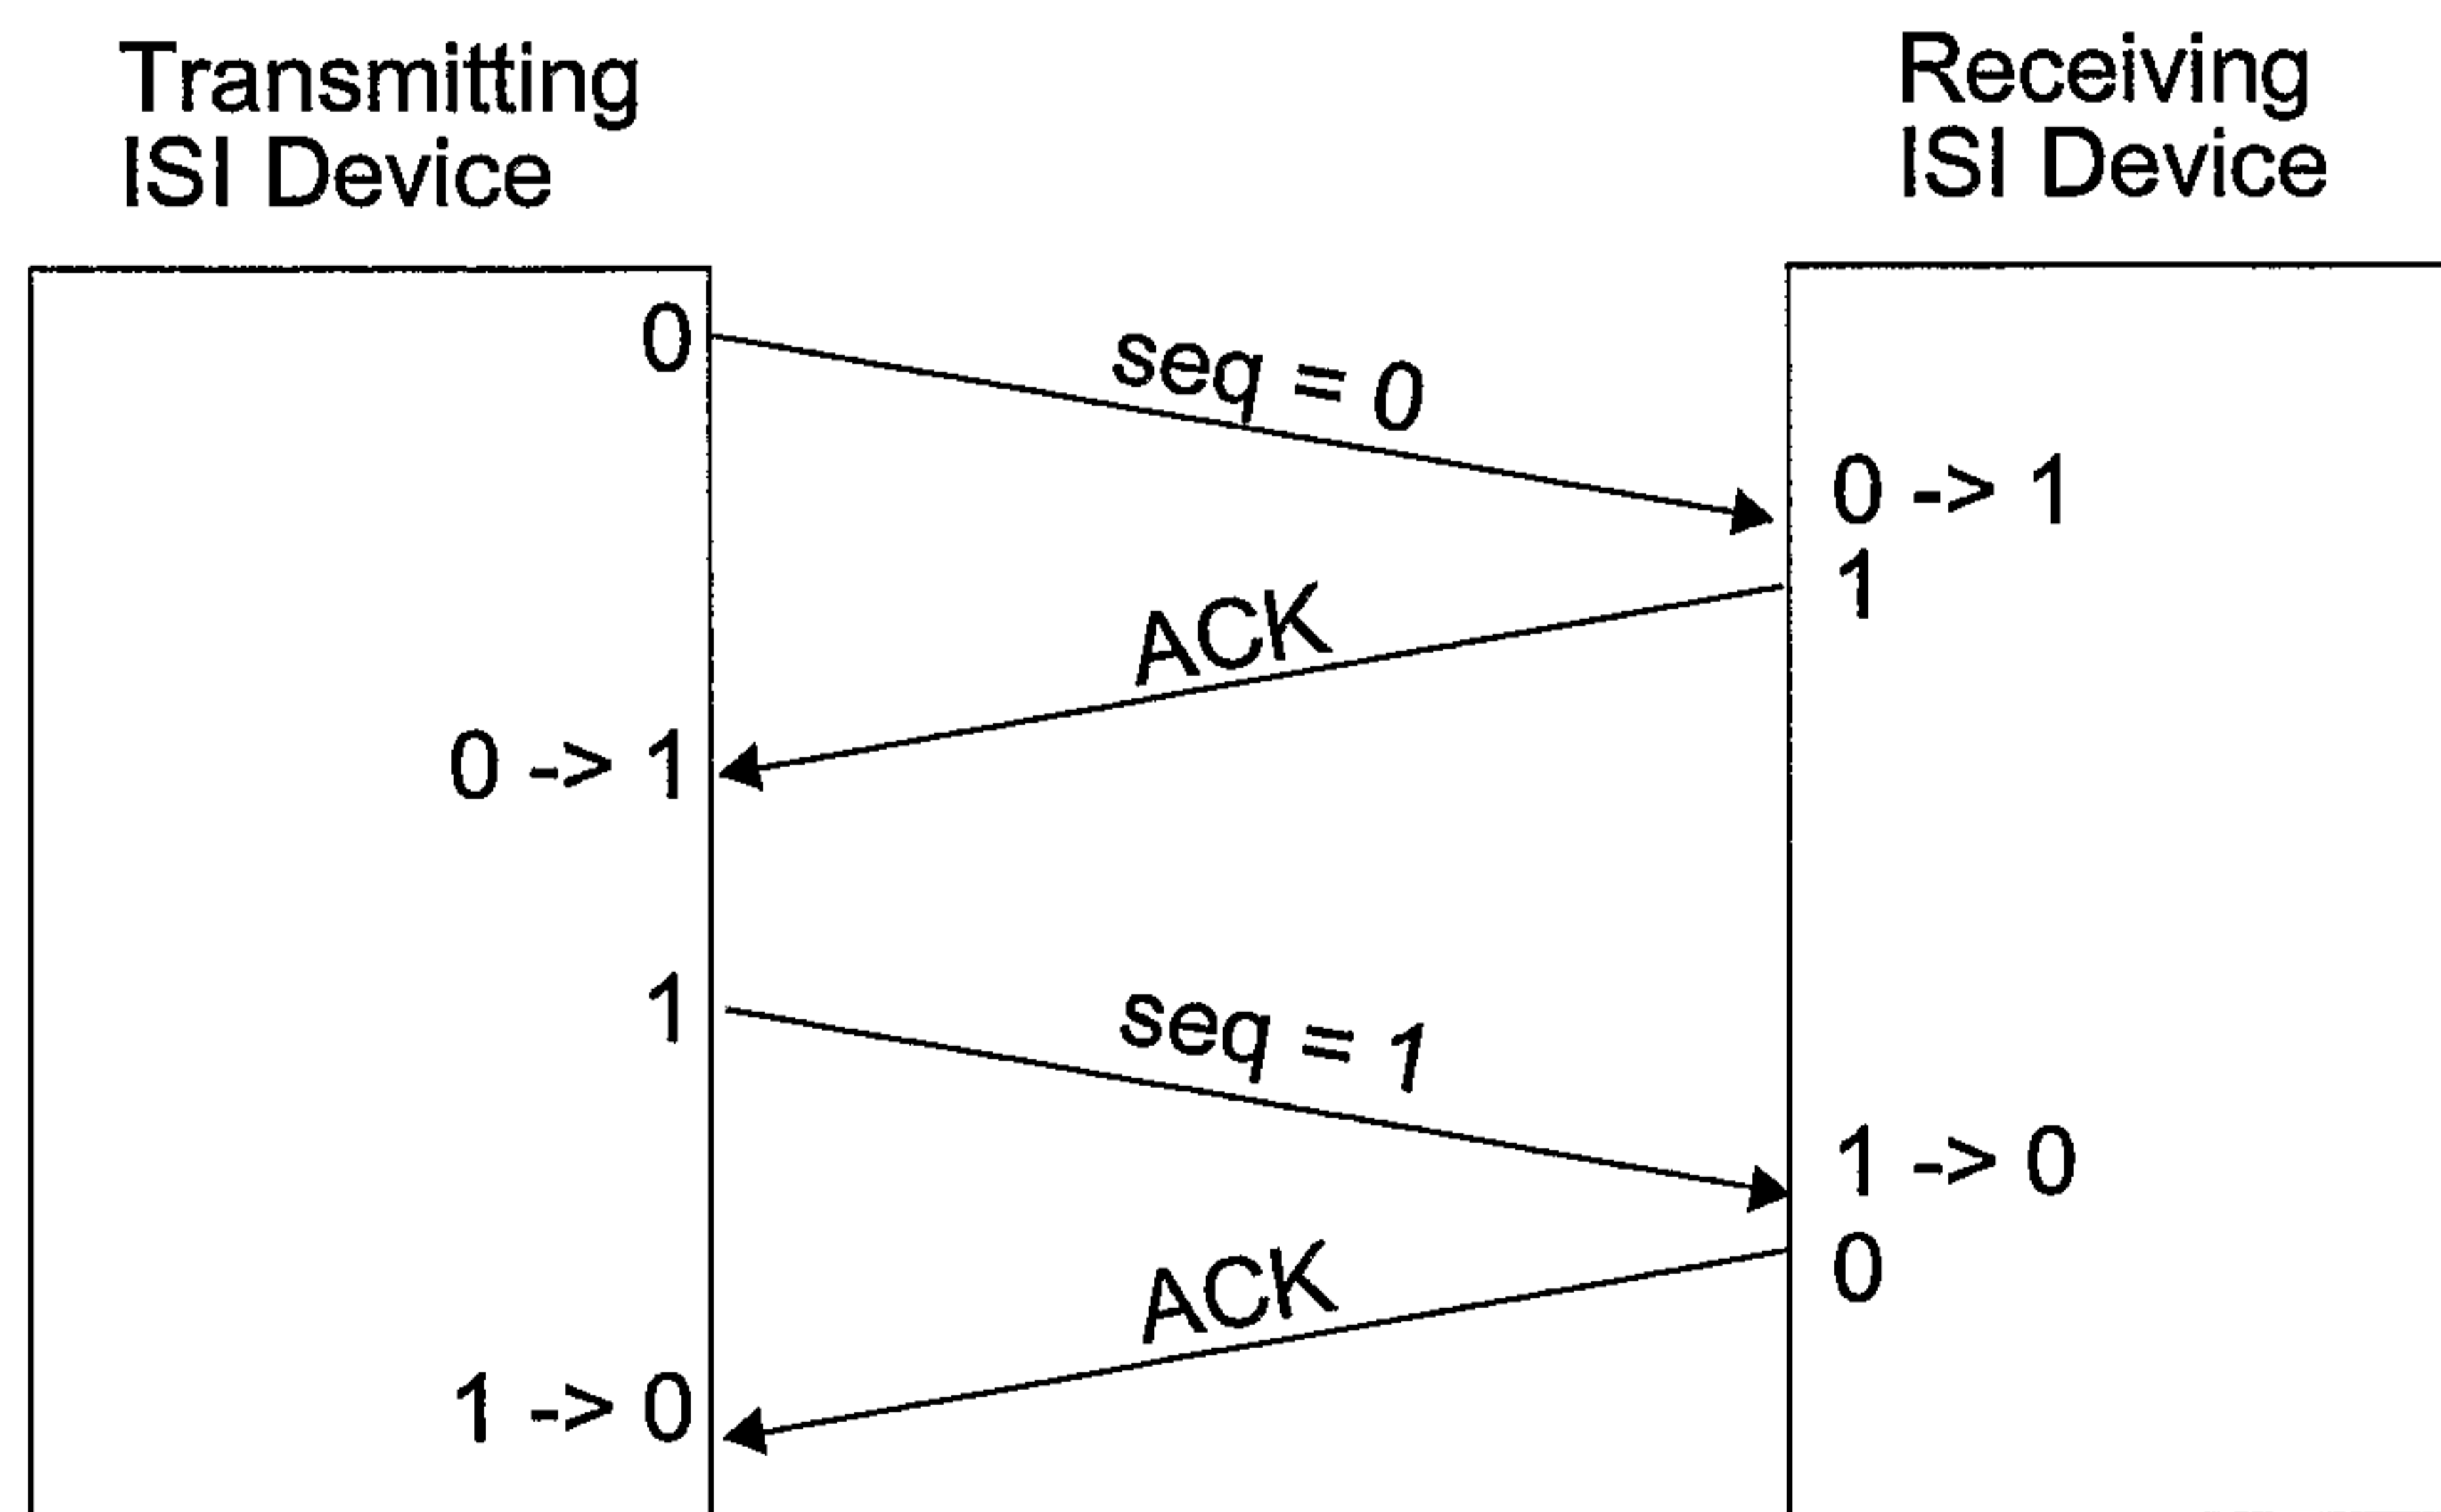 Transmitting
ISI Device
Receiving
ISI Device
0
seq = 0
0 -> 1
1
ACK
0 -> 1
1
seq = 1
1 -> 0
0
ACK
1 -> 0